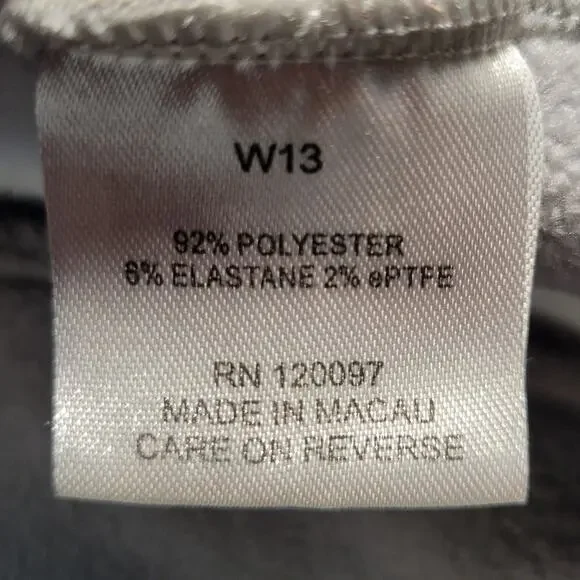 W13
92% POLYESTER
6% ELASTANE 2% ePTFE
RN 120097
MADE IN MACAU
CARE ON REVERSE